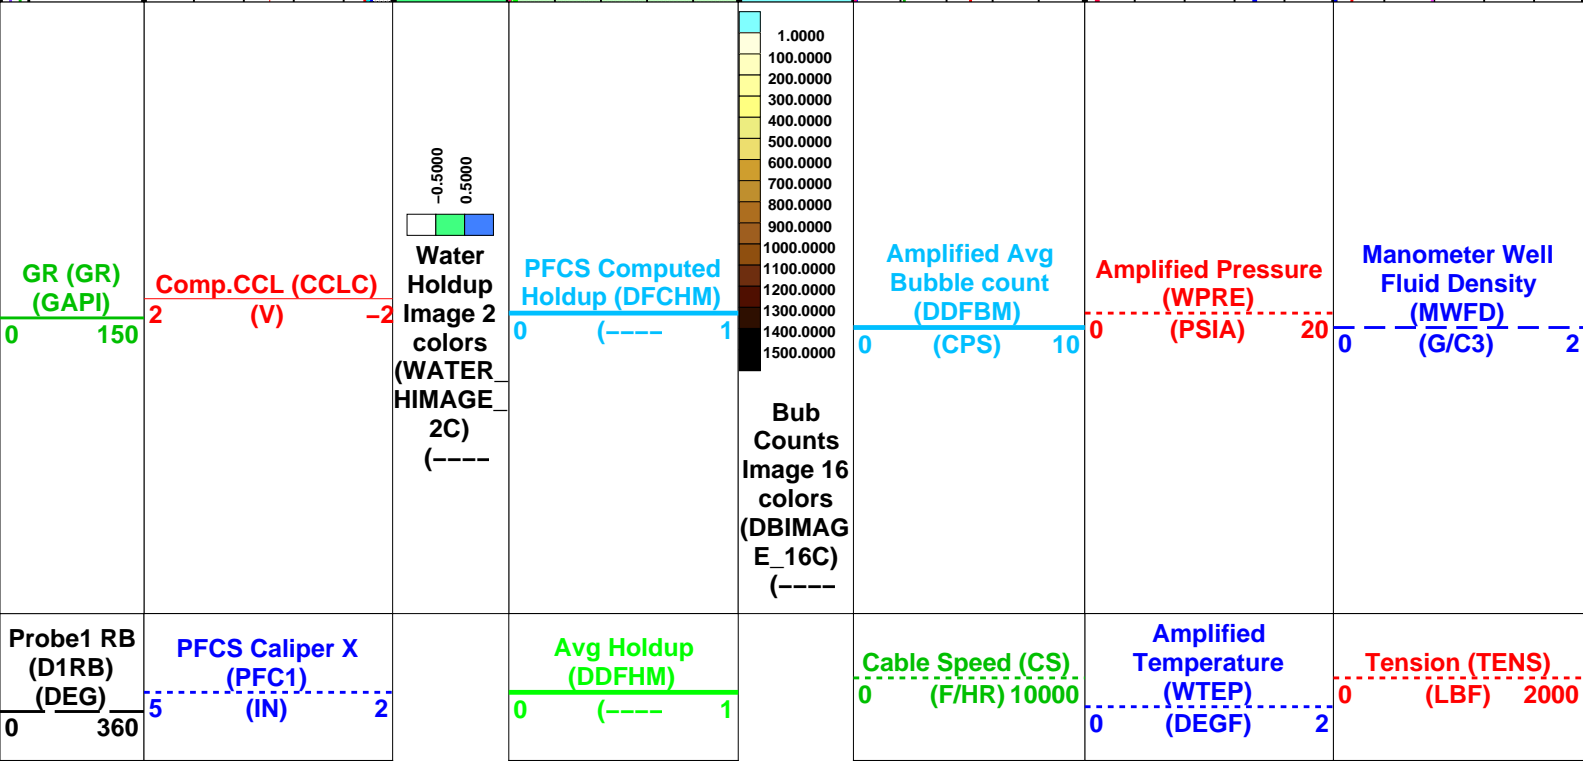 GR (GR)
(GAPI)
0 150
Comp.CCL (CCLC)
2 (V) −2
−0.5000
0.5000
Water
Holdup
Image 2
colors
(WATER_
HIMAGE_
2C)
(−−−−
PFCS Computed
Holdup (DFCHM)
0 (−−−− 1
1.0000
100.0000
200.0000
300.0000
400.0000
500.0000
600.0000
700.0000
800.0000
900.0000
1000.0000
1100.0000
1200.0000
1300.0000
1400.0000
1500.0000
Bub
Counts
Image 16
colors
(DBIMAG
E_16C)
(−−−−
Amplified Avg
Bubble count
(DDFBM)
0 (CPS) 10
Amplified Pressure
(WPRE)
0 (PSIA) 20
Manometer Well
Fluid Density
(MWFD)
0 (G/C3) 2
Probe1 RB
(D1RB)
(DEG)
0 360
PFCS Caliper X
(PFC1)
5 (IN) 2
Avg Holdup
(DDFHM)
0 (−−−− 1
Cable Speed (CS)
0 (F/HR) 10000
Amplified
Temperature
(WTEP)
0 (DEGF) 2
Tension (TENS)
0 (LBF) 2000